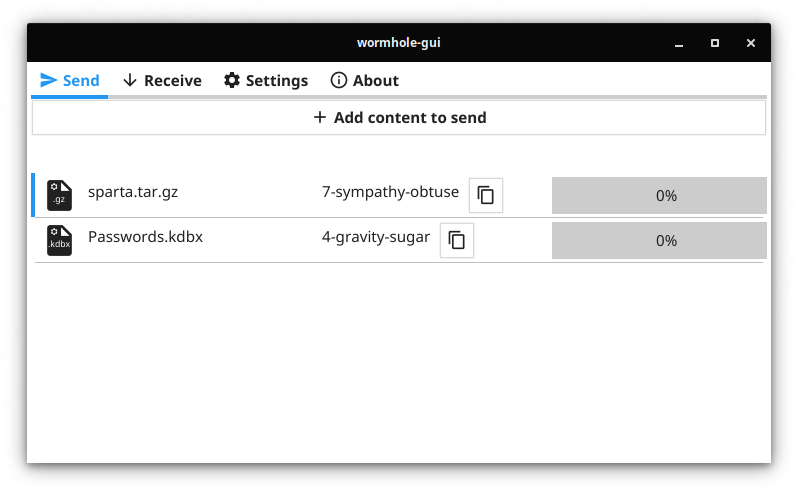 wormhole-gui
Send Receive Settings About
Add content to send
.gz sparta.tar.gz 7-sympathy-obtuse 0%
.kdbx Passwords.kdbx 4-gravity-sugar 0%